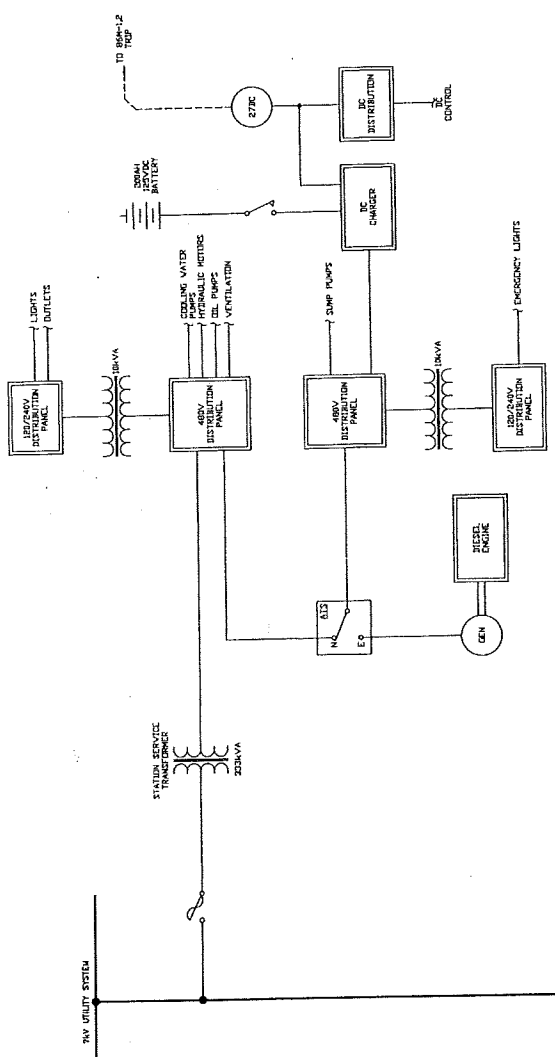 120/240V
DISTRIBUTION
PANEL
LIGHTS
OUTLETS
10kVA
7kV UTILITY SYSTEM
STATION SERVICE
TRANSFORMER
333kVA
480V
DISTRIBUTION
PANEL
COOLING WATER
PUMPS
HYDRAULIC MOTORS
OIL PUMPS
VENTILATION
200AH
125VDC
BATTERY
TO 86M-1,2
TRIP
27DC
ATS
N
E
480V
DISTRIBUTION
PANEL
SUMP PUMPS
DC
CHARGER
DC
DISTRIBUTION
DC
CONTROL
10kVA
GEN
DIESEL
ENGINE
120/240V
DISTRIBUTION
PANEL
EMERGENCY LIGHTS